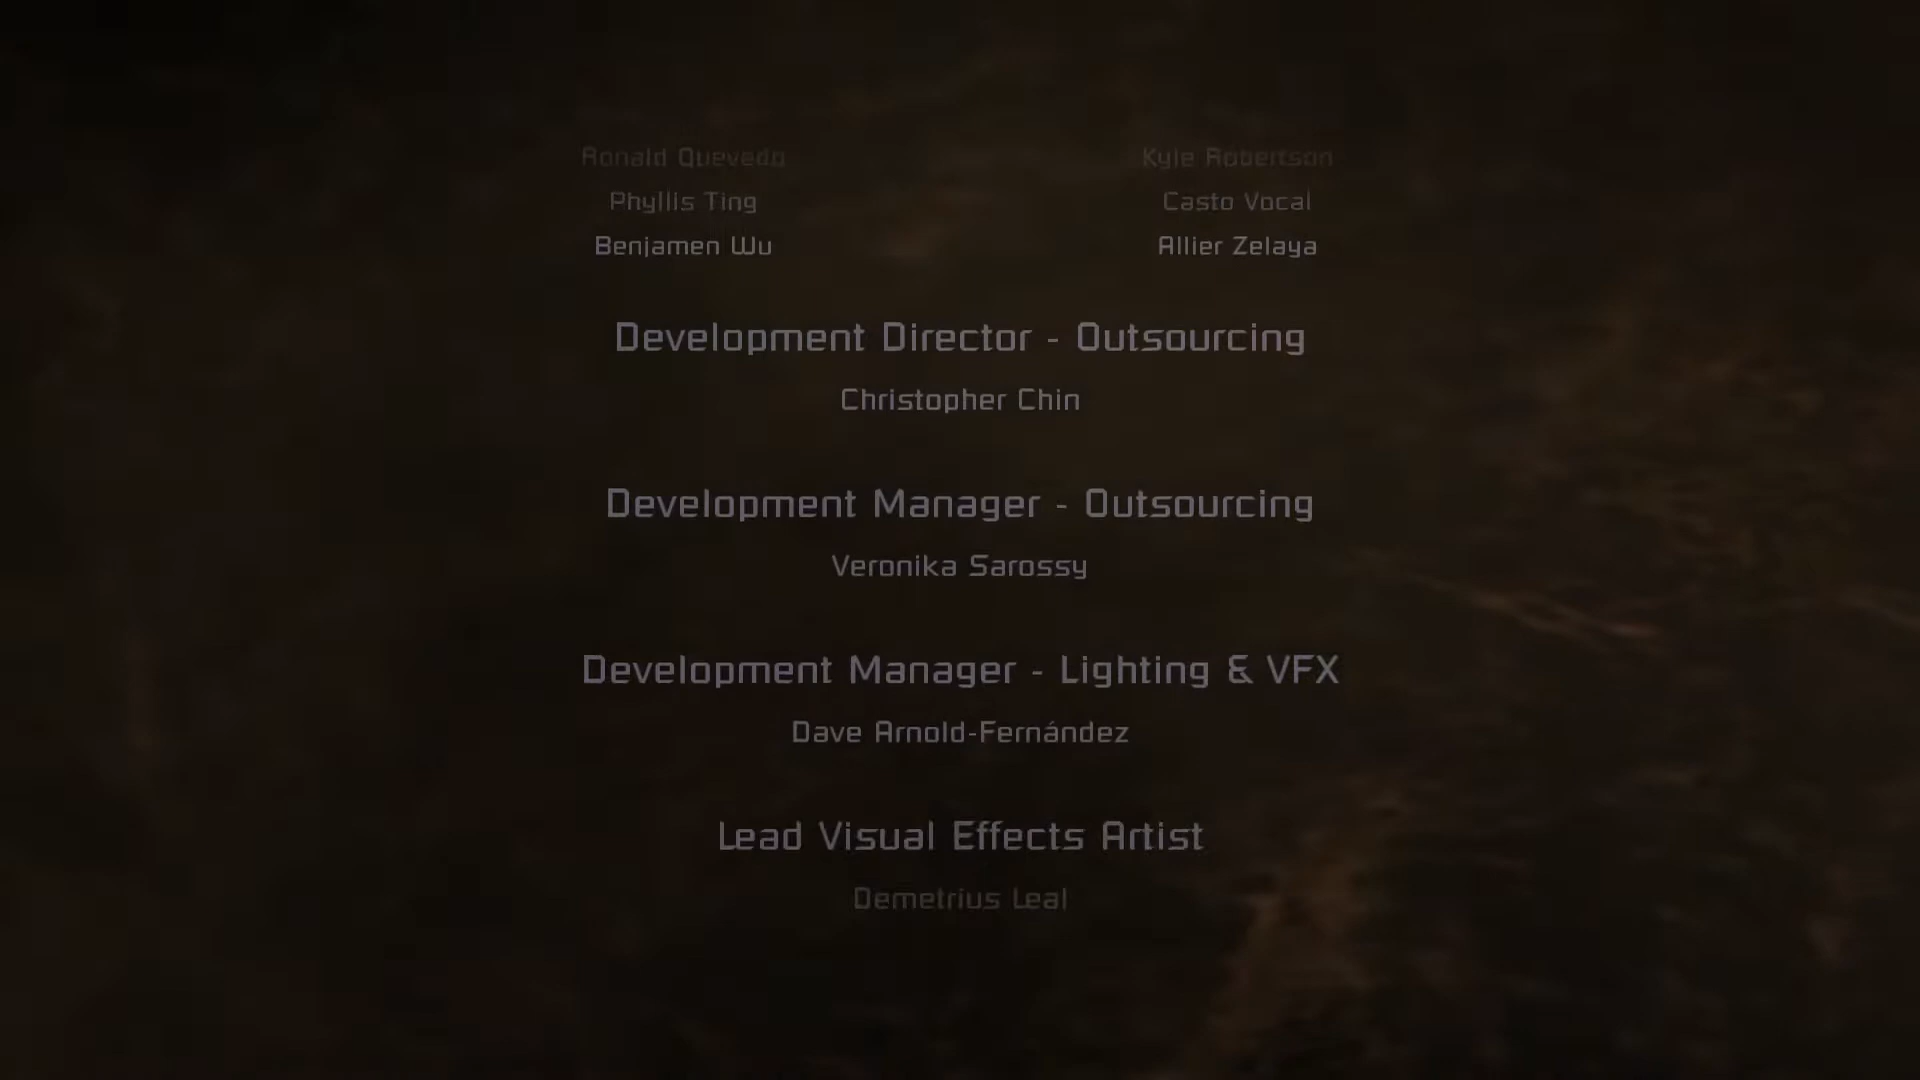 Ronald Quevedo Kyle Robertson
Phyllis Ting Casto Vocal
Benjamen Wu Allier Zelaya
Development Director - Outsourcing
Christopher Chin
Development Manager - Outsourcing
Veronika Sarossy
Development Manager - Lighting & VFX
Dave Arnold-Fernández
Lead Visual Effects Artist
Demetrius Leal